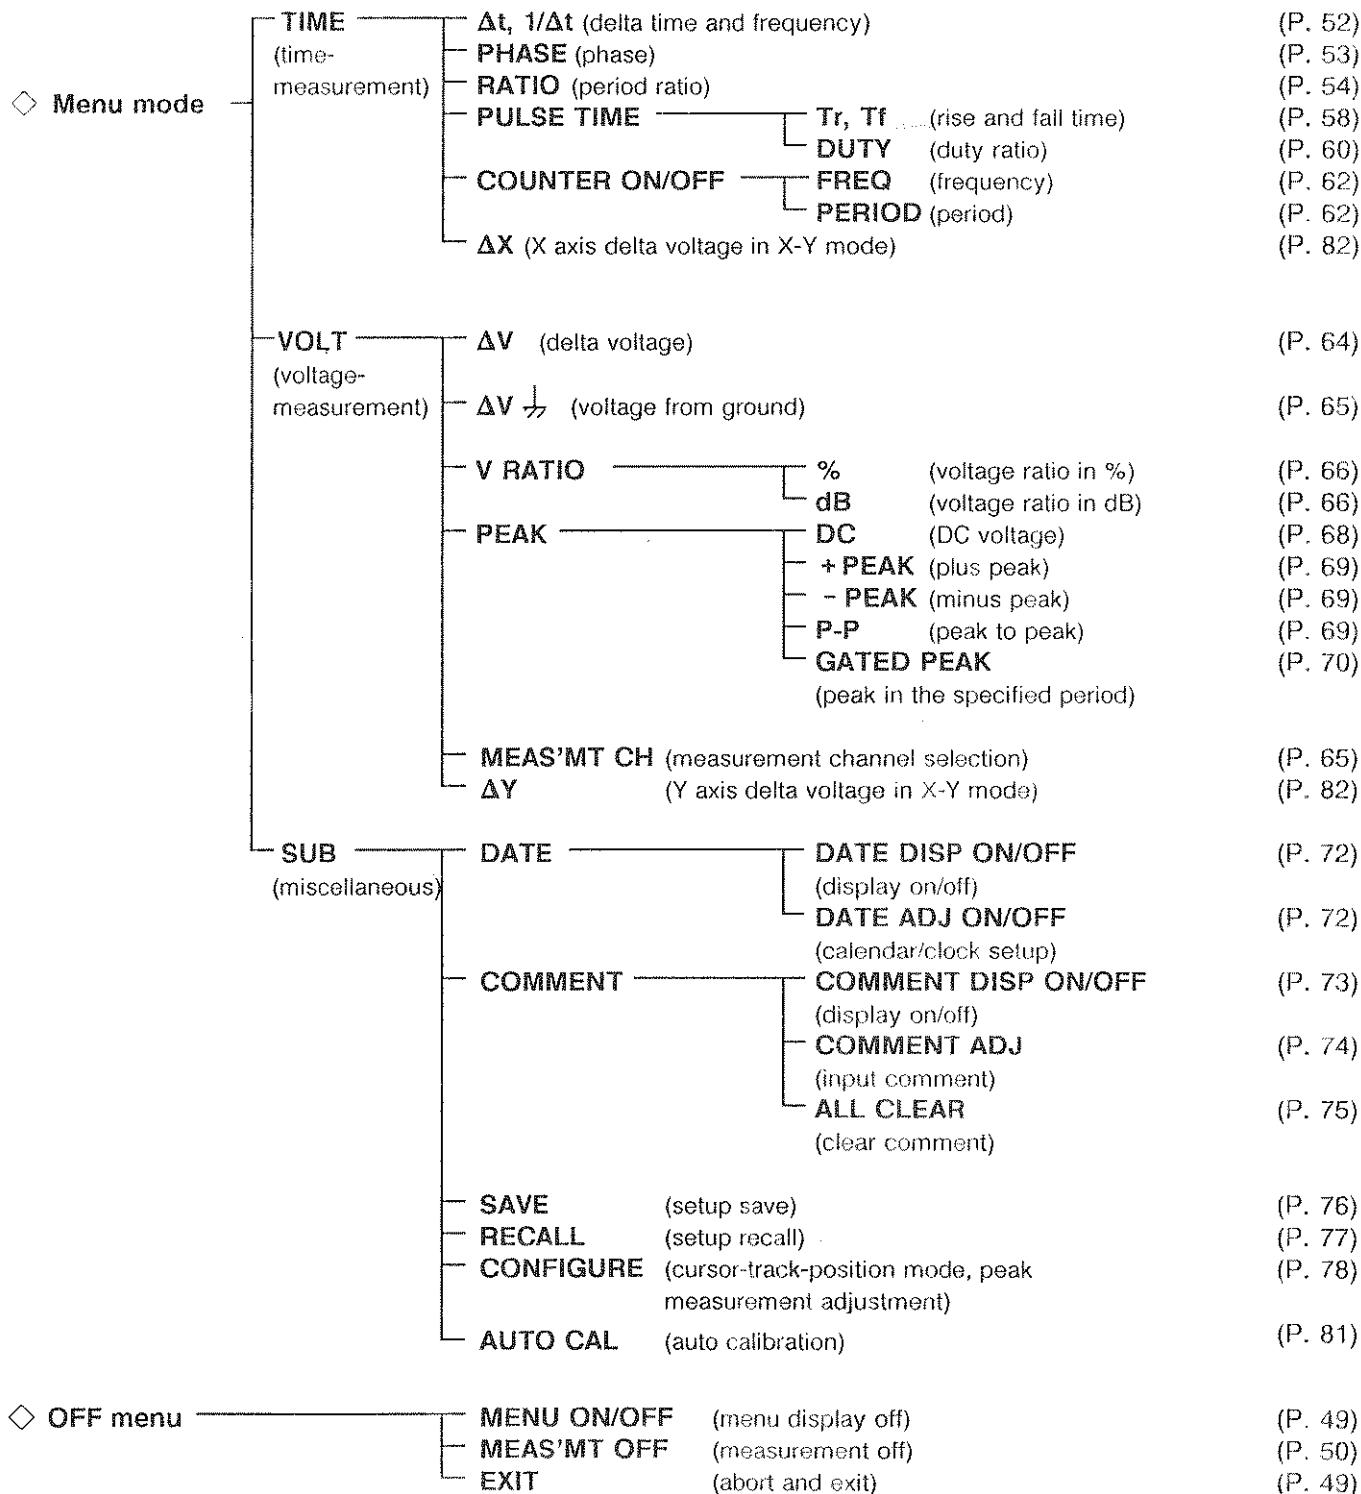 TIME Δt, 1/Δt (delta time and frequency) (P. 52)
(time- PHASE (phase) (P. 53)
measurement) RATIO (period ratio) (P. 54)
◇ Menu mode
PULSE TIME Tr, Tf (rise and fall time) (P. 58)
DUTY (duty ratio) (P. 60)
COUNTER ON/OFF FREQ (frequency) (P. 62)
PERIOD (period) (P. 62)
ΔX (X axis delta voltage in X-Y mode) (P. 82)
VOLT ΔV (delta voltage) (P. 64)
(voltage-
measurement) ΔV (voltage from ground) (P. 65)
V RATIO % (voltage ratio in %) (P. 66)
dB (voltage ratio in dB) (P. 66)
PEAK DC (DC voltage) (P. 68)
+ PEAK (plus peak) (P. 69)
- PEAK (minus peak) (P. 69)
P-P (peak to peak) (P. 69)
GATED PEAK (P. 70)
(peak in the specified period)
MEAS'MT CH (measurement channel selection) (P. 65)
ΔY (Y axis delta voltage in X-Y mode) (P. 82)
SUB DATE DATE DISP ON/OFF (P. 72)
(miscellaneous) (display on/off)
DATE ADJ ON/OFF (P. 72)
(calendar/clock setup)
COMMENT COMMENT DISP ON/OFF (P. 73)
(display on/off)
COMMENT ADJ (P. 74)
(input comment)
ALL CLEAR (P. 75)
(clear comment)
SAVE (setup save) (P. 76)
RECALL (setup recall) (P. 77)
CONFIGURE (cursor-track-position mode, peak (P. 78)
measurement adjustment)
AUTO CAL (auto calibration) (P. 81)
◇ OFF menu MENU ON/OFF (menu display off) (P. 49)
MEAS'MT OFF (measurement off) (P. 50)
EXIT (abort and exit) (P. 49)